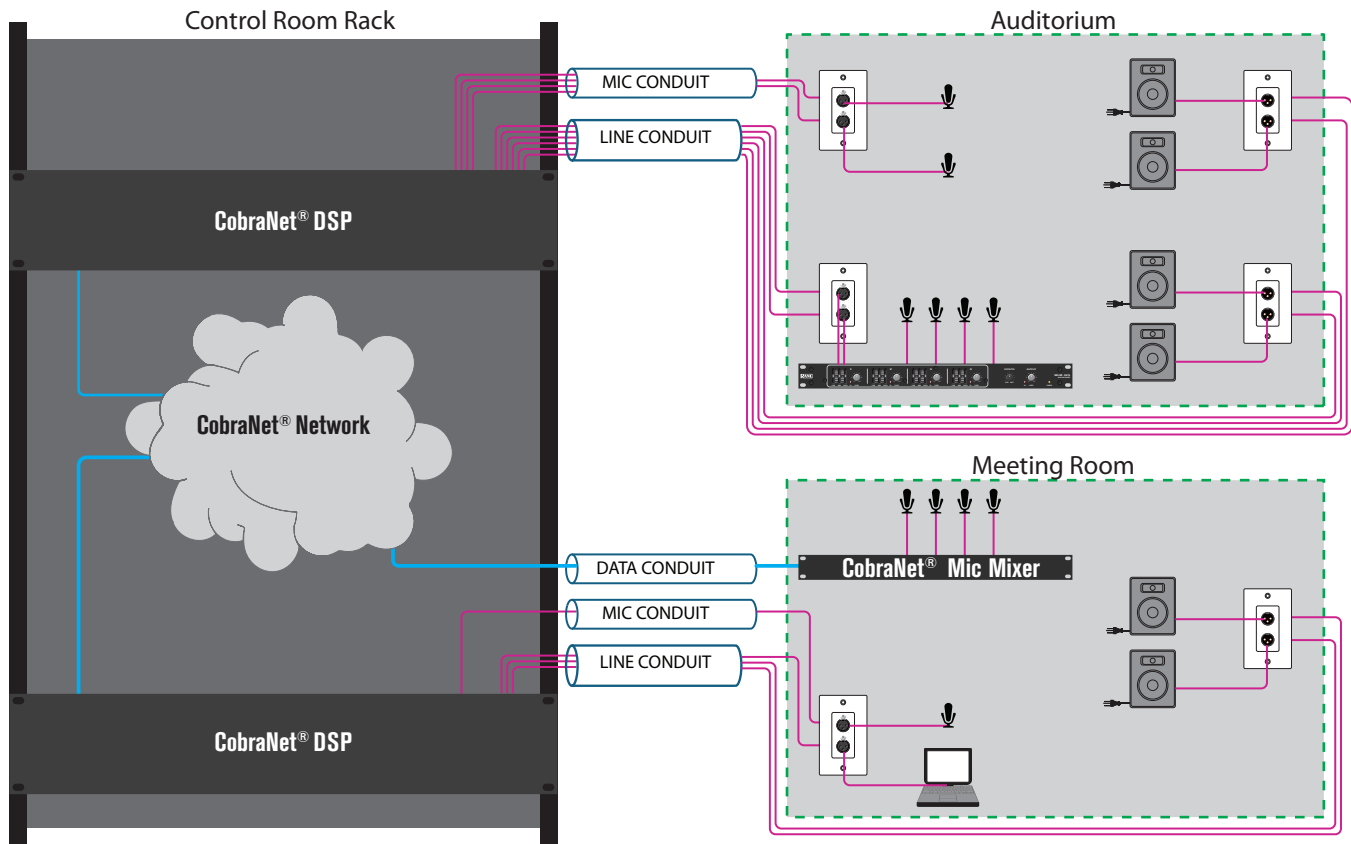 Control Room Rack
Auditorium
MIC CONDUIT
LINE CONDUIT
CobraNet® DSP
RANE
CobraNet® Network
Meeting Room
DATA CONDUIT
CobraNet® Mic Mixer
MIC CONDUIT
LINE CONDUIT
CobraNet® DSP